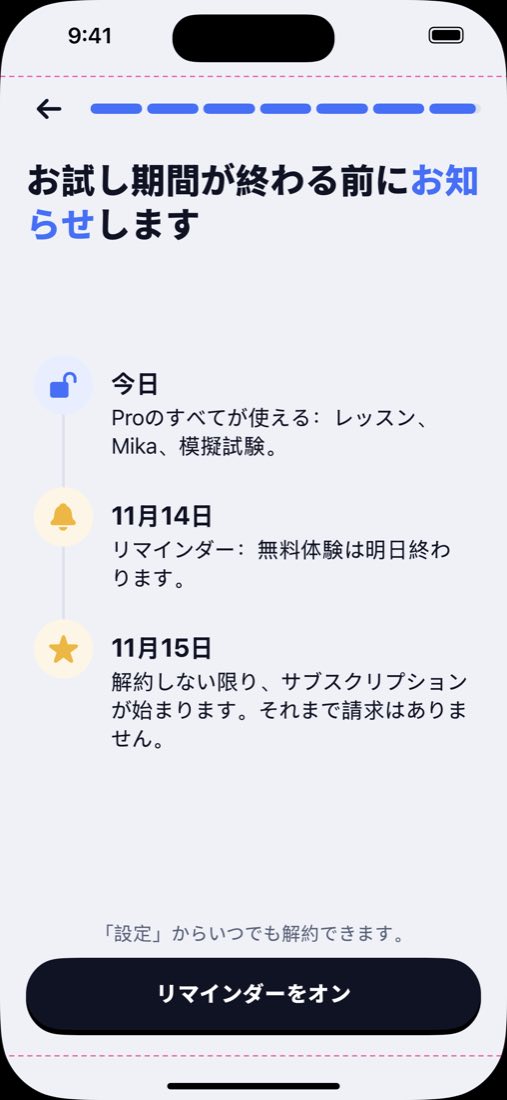 9:41
お試し期間が終わる前にお知
らせします
今日
Proのすべてが使える：レッスン、
Mika、模擬試験。
11月14日
リマインダー：無料体験は明日終わ
ります。
11月15日
解約しない限り、サブスクリプション
が始まります。それまで請求はありま
せん。
「設定」からいつでも解約できます。
リマインダーをオン